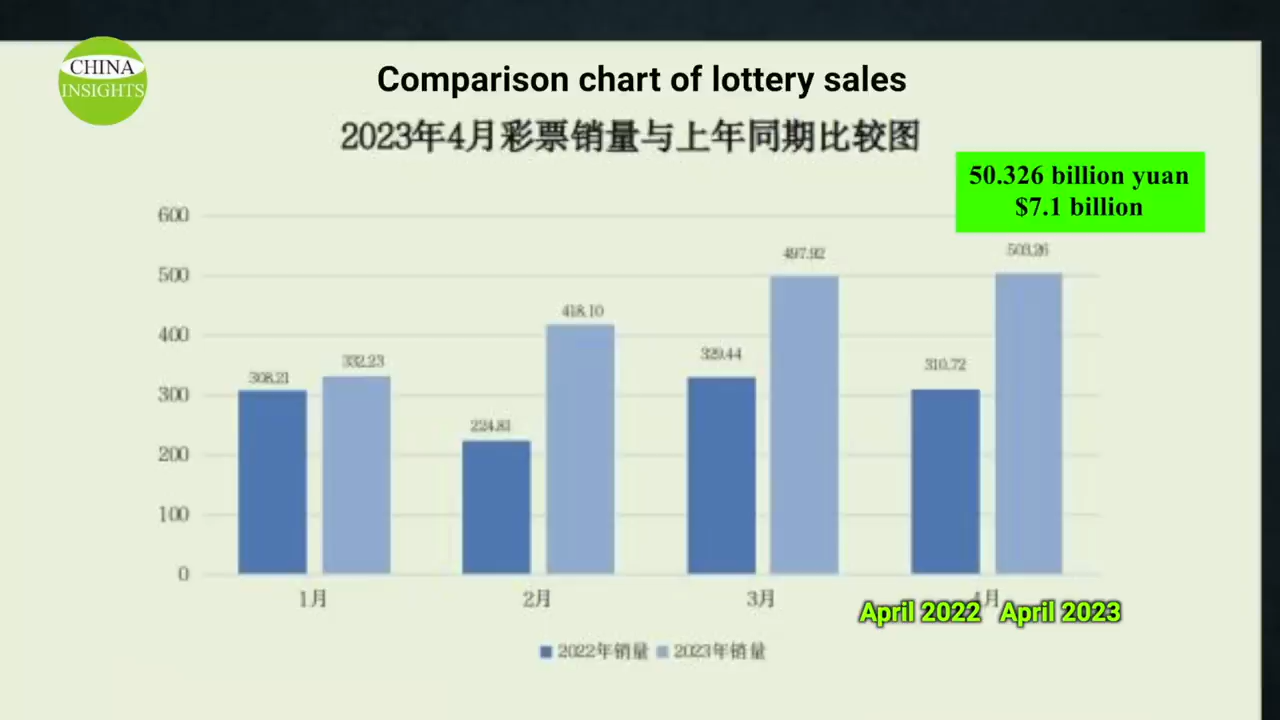 CHINA
INSIGHTS
Comparison chart of lottery sales
2023年4月彩票销量与上年同期比较图
50.326 billion yuan
$7.1 billion
600
500
400
300
200
100
0
308.21
332.23
224.81
418.10
329.44
497.92
310.72
503.26
1月
2月
3月
4月
April 2022
April 2023
2022年销量
2023年销量